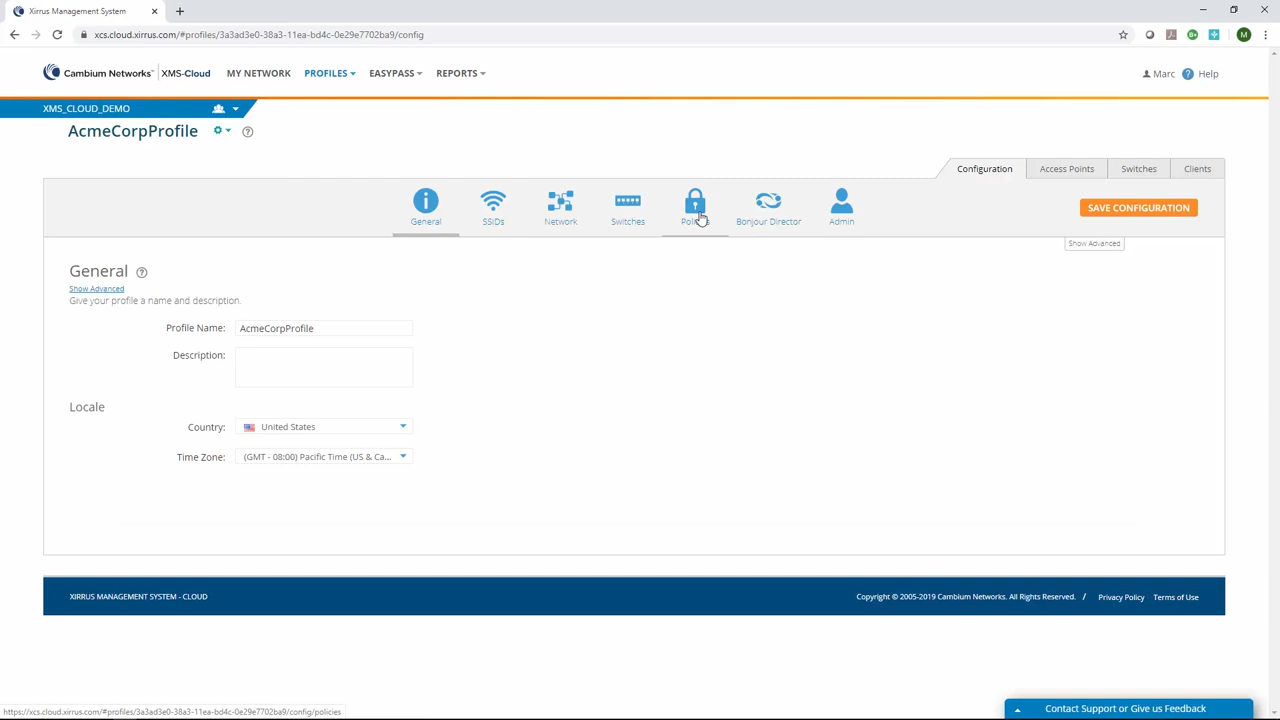 Xirrus Management System
xcs.cloud.xirrus.com/#profiles/3a3ad3e0-38a3-11ea-bd4c-0e29e7702ba9/config
M
Cambium Networks™ | XMS-Cloud
MY NETWORK
PROFILES
EASYPASS
REPORTS
Marc
? Help
XMS_CLOUD_DEMO
AcmeCorpProfile
?
Configuration
Access Points
Switches
Clients
General
SSIDs
Network
Switches
Policies
Bonjour Director
Admin
SAVE CONFIGURATION
Show Advanced
General ?
Show Advanced
Give your profile a name and description.
Profile Name: AcmeCorpProfile
Description:
Locale
Country: United States
Time Zone: (GMT - 08:00) Pacific Time (US & Ca...
XIRRUS MANAGEMENT SYSTEM - CLOUD
Copyright © 2005-2019 Cambium Networks. All Rights Reserved. / Privacy Policy Terms of Use
https://xcs.cloud.xirrus.com/#profiles/3a3ad3e0-38a3-11ea-bd4c-0e29e7702ba9/config/policies
Contact Support or Give us Feedback